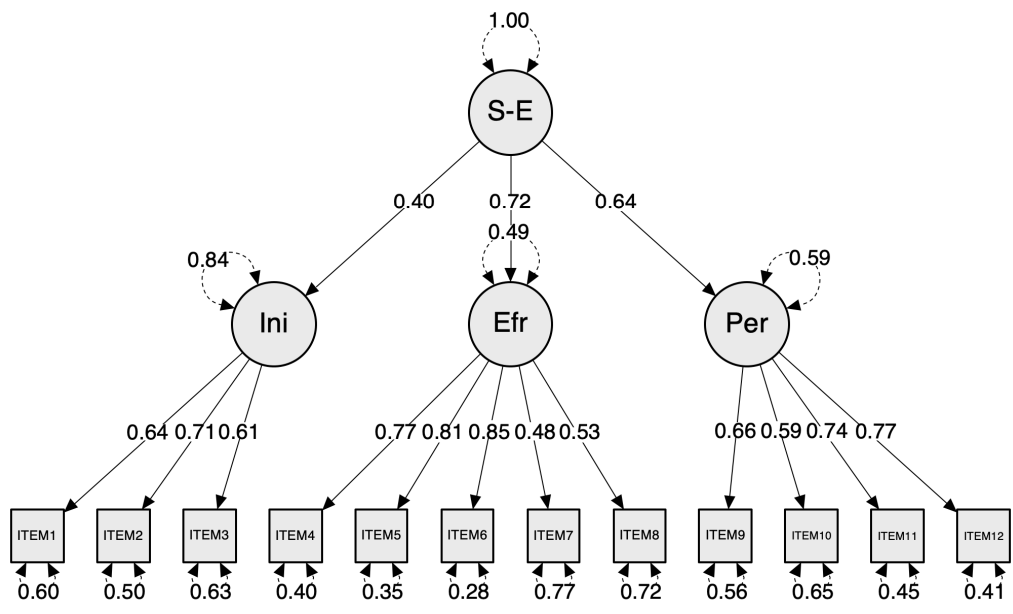 1.00
S-E
0.40 0.72 0.64
0.49
0.84 0.59
Ini Efr Per
0.64 0.71 0.61 0.77 0.81 0.85 0.48 0.53 0.66 0.59 0.74 0.77
ITEM1 ITEM2 ITEM3 ITEM4 ITEM5 ITEM6 ITEM7 ITEM8 ITEM9 ITEM10 ITEM11 ITEM12
0.60 0.50 0.63 0.40 0.35 0.28 0.77 0.72 0.56 0.65 0.45 0.41